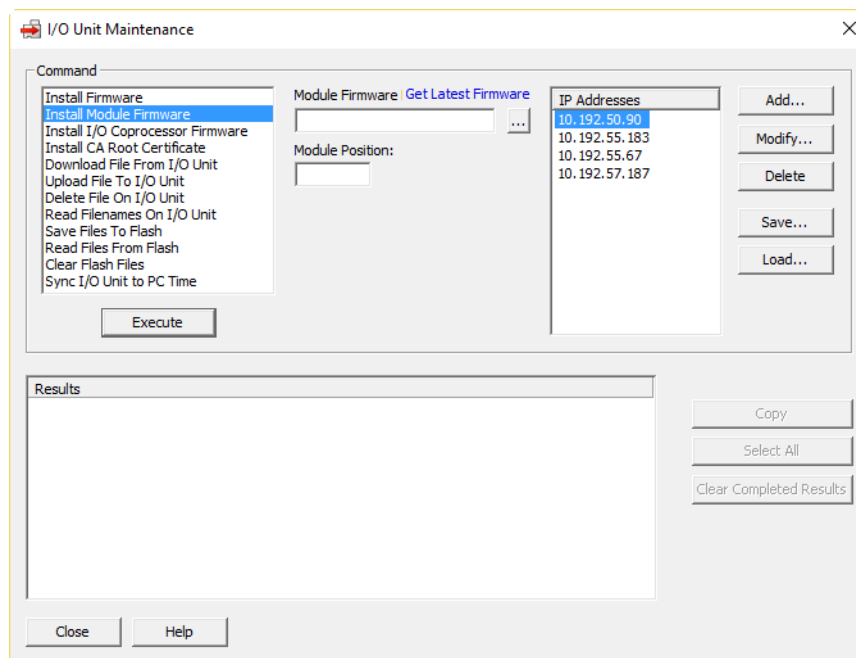 I/O Unit Maintenance
Command
Install Firmware
Install Module Firmware
Install I/O Coprocessor Firmware
Install CA Root Certificate
Download File From I/O Unit
Upload File To I/O Unit
Delete File On I/O Unit
Read Filenames On I/O Unit
Save Files To Flash
Read Files From Flash
Clear Flash Files
Sync I/O Unit to PC Time
Execute
Module Firmware | Get Latest Firmware
...
Module Position:
IP Addresses
10.192.50.90
10.192.55.183
10.192.55.67
10.192.57.187
Add...
Modify...
Delete
Save...
Load...
Results
Copy
Select All
Clear Completed Results
Close
Help